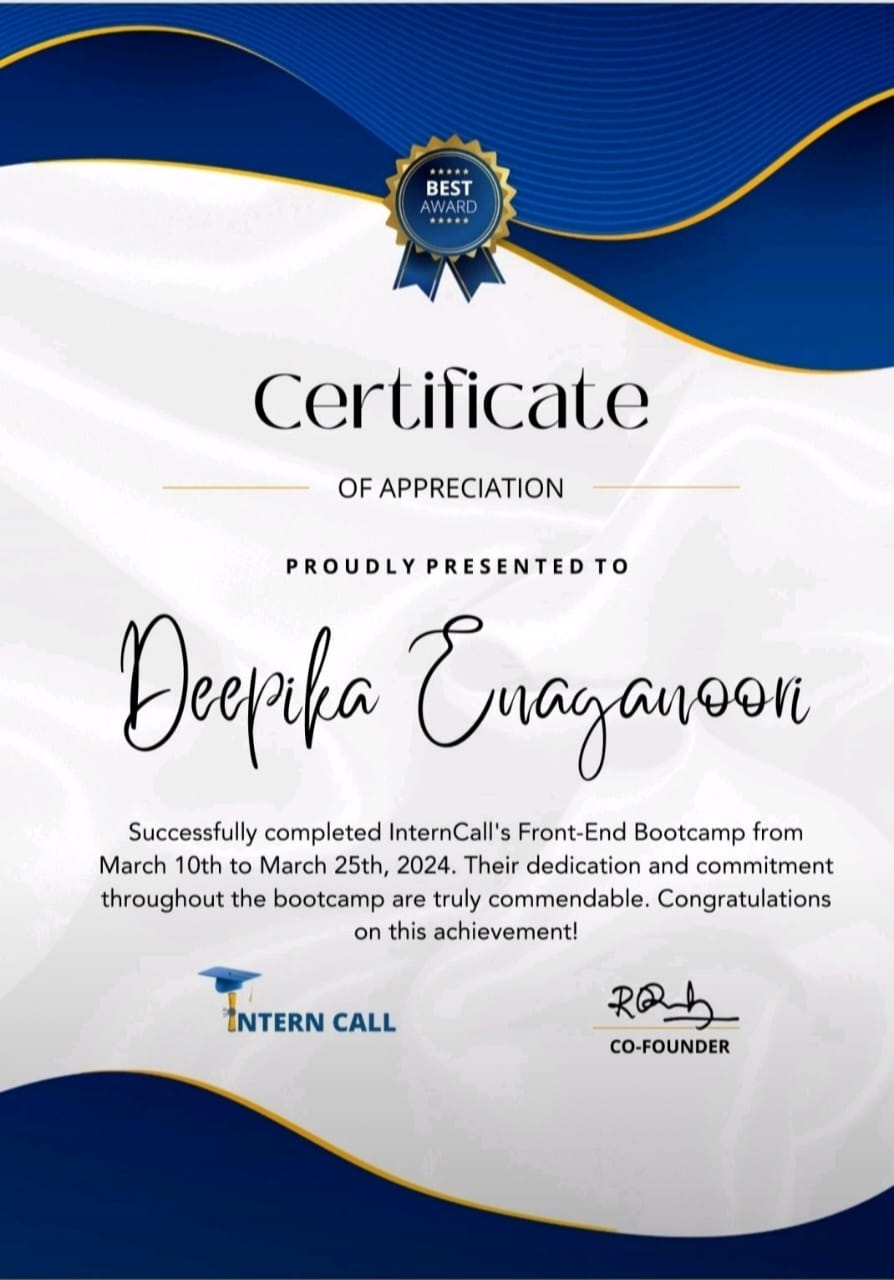 BEST
AWARD
Certificate
OF APPRECIATION
PROUDLY PRESENTED TO
Deepika Enaganoori
Successfully completed InternCall's Front-End Bootcamp from
March 10th to March 25th, 2024. Their dedication and commitment
throughout the bootcamp are truly commendable. Congratulations
on this achievement!
INTERN CALL
CO-FOUNDER